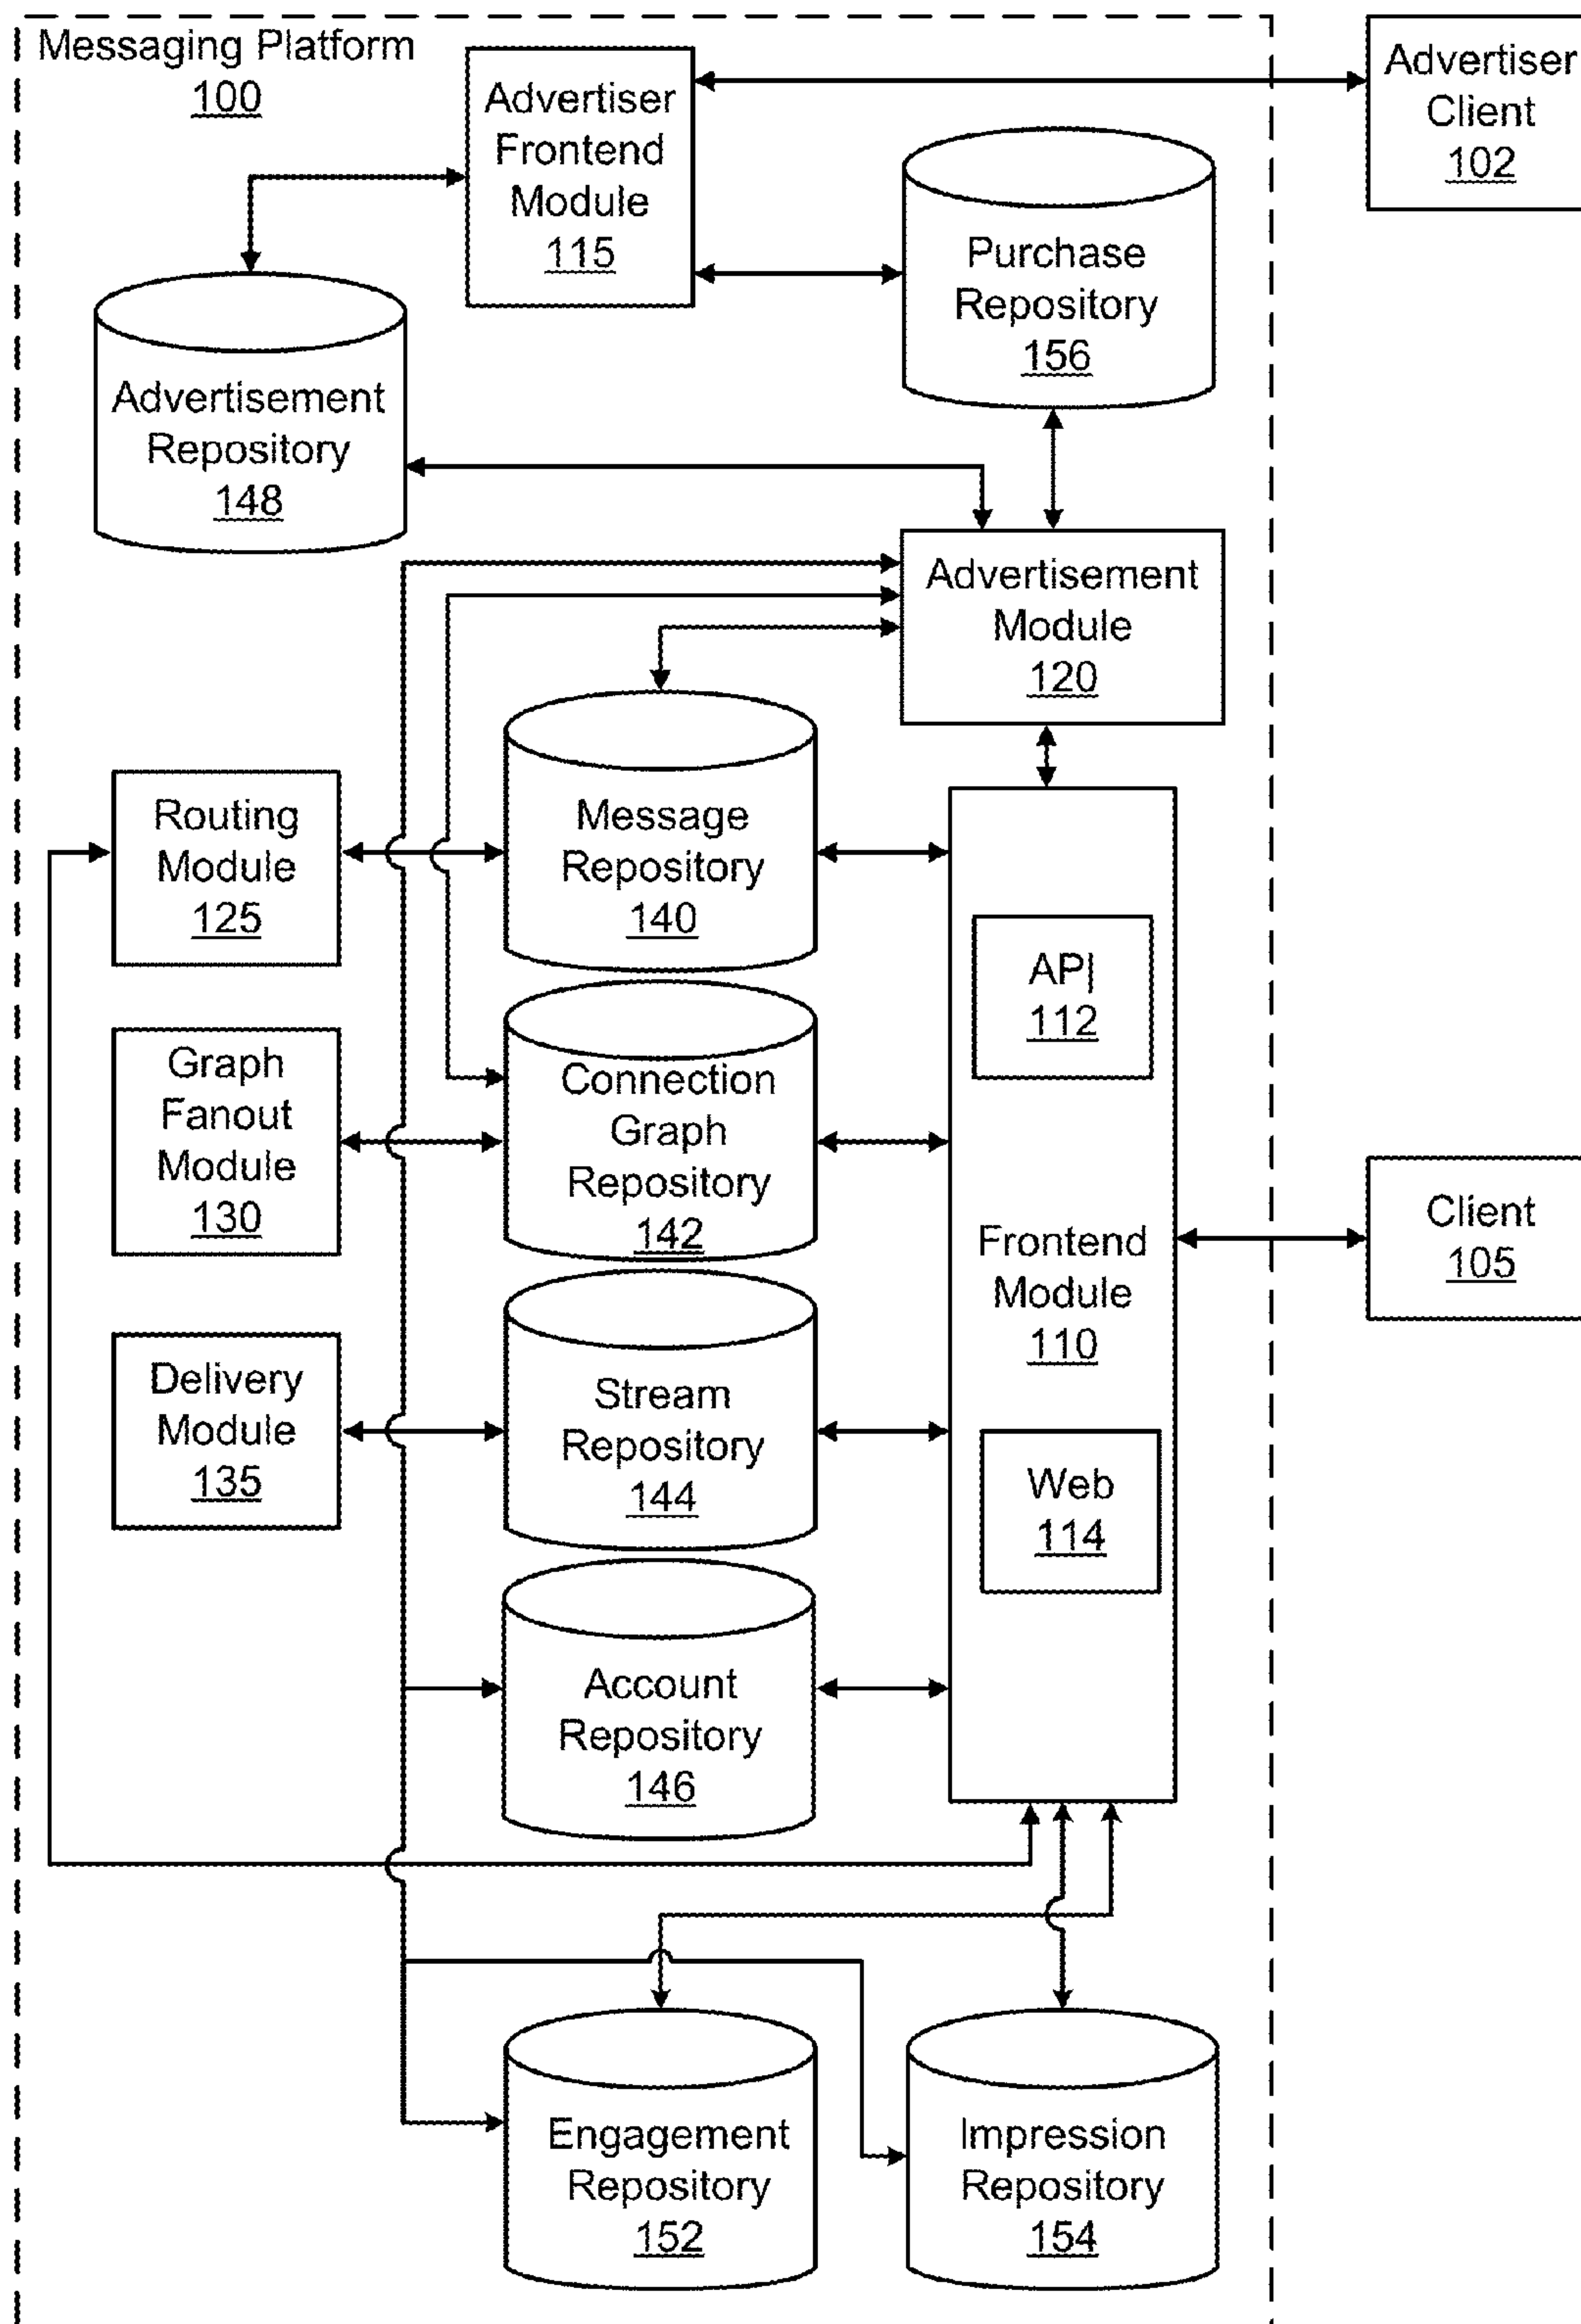 Messaging Platform
100
Advertiser
Frontend
Module
115
Advertiser
Client
102
Purchase
Repository
156
Advertisement
Repository
148
Advertisement
Module
120
Routing
Module
125
Message
Repository
140
API
112
Graph
Fanout
Module
130
Connection
Graph
Repository
142
Frontend
Module
110
Client
105
Delivery
Module
135
Stream
Repository
144
Web
114
Account
Repository
146
Engagement
Repository
152
Impression
Repository
154